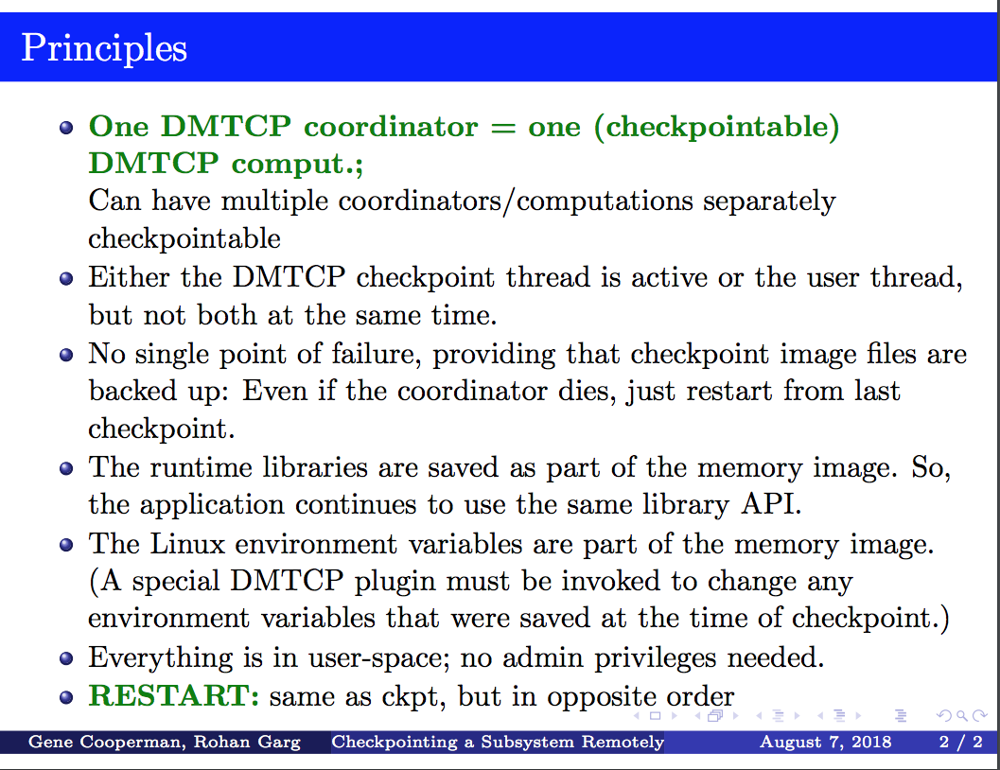 Principles
One DMTCP coordinator = one (checkpointable)
DMTCP comput.;
Can have multiple coordinators/computations separately
checkpointable
Either the DMTCP checkpoint thread is active or the user thread,
but not both at the same time.
No single point of failure, providing that checkpoint image files are
backed up: Even if the coordinator dies, just restart from last
checkpoint.
The runtime libraries are saved as part of the memory image. So,
the application continues to use the same library API.
The Linux environment variables are part of the memory image.
(A special DMTCP plugin must be invoked to change any
environment variables that were saved at the time of checkpoint.)
Everything is in user-space; no admin privileges needed.
RESTART: same as ckpt, but in opposite order
Gene Cooperman, Rohan Garg Checkpointing a Subsystem Remotely August 7, 2018 2 / 2